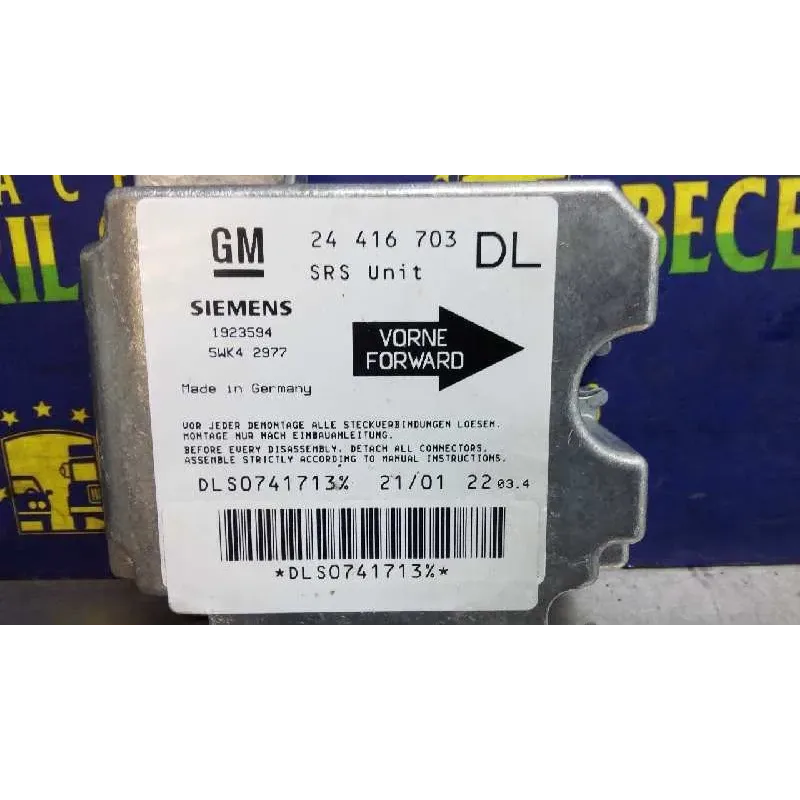 GM
24 416 703 DL
SRS Unit
SIEMENS
1923594
5WK4 2977
VORNE
FORWARD
Made in Germany
VOR JEDER DEMONTAGE ALLE STECKVERBINDUNGEN LOESEN.
MONTAGE NUR NACH EINBAUANLEITUNG.
BEFORE EVERY DISASSEMBLY, DETACH ALL CONNECTORS.
ASSEMBLE STRICTLY ACCORDING TO MANUAL INSTRUCTIONS.
DLS0741713% 21/01 22 03.4
*DLS0741713%*
BECE